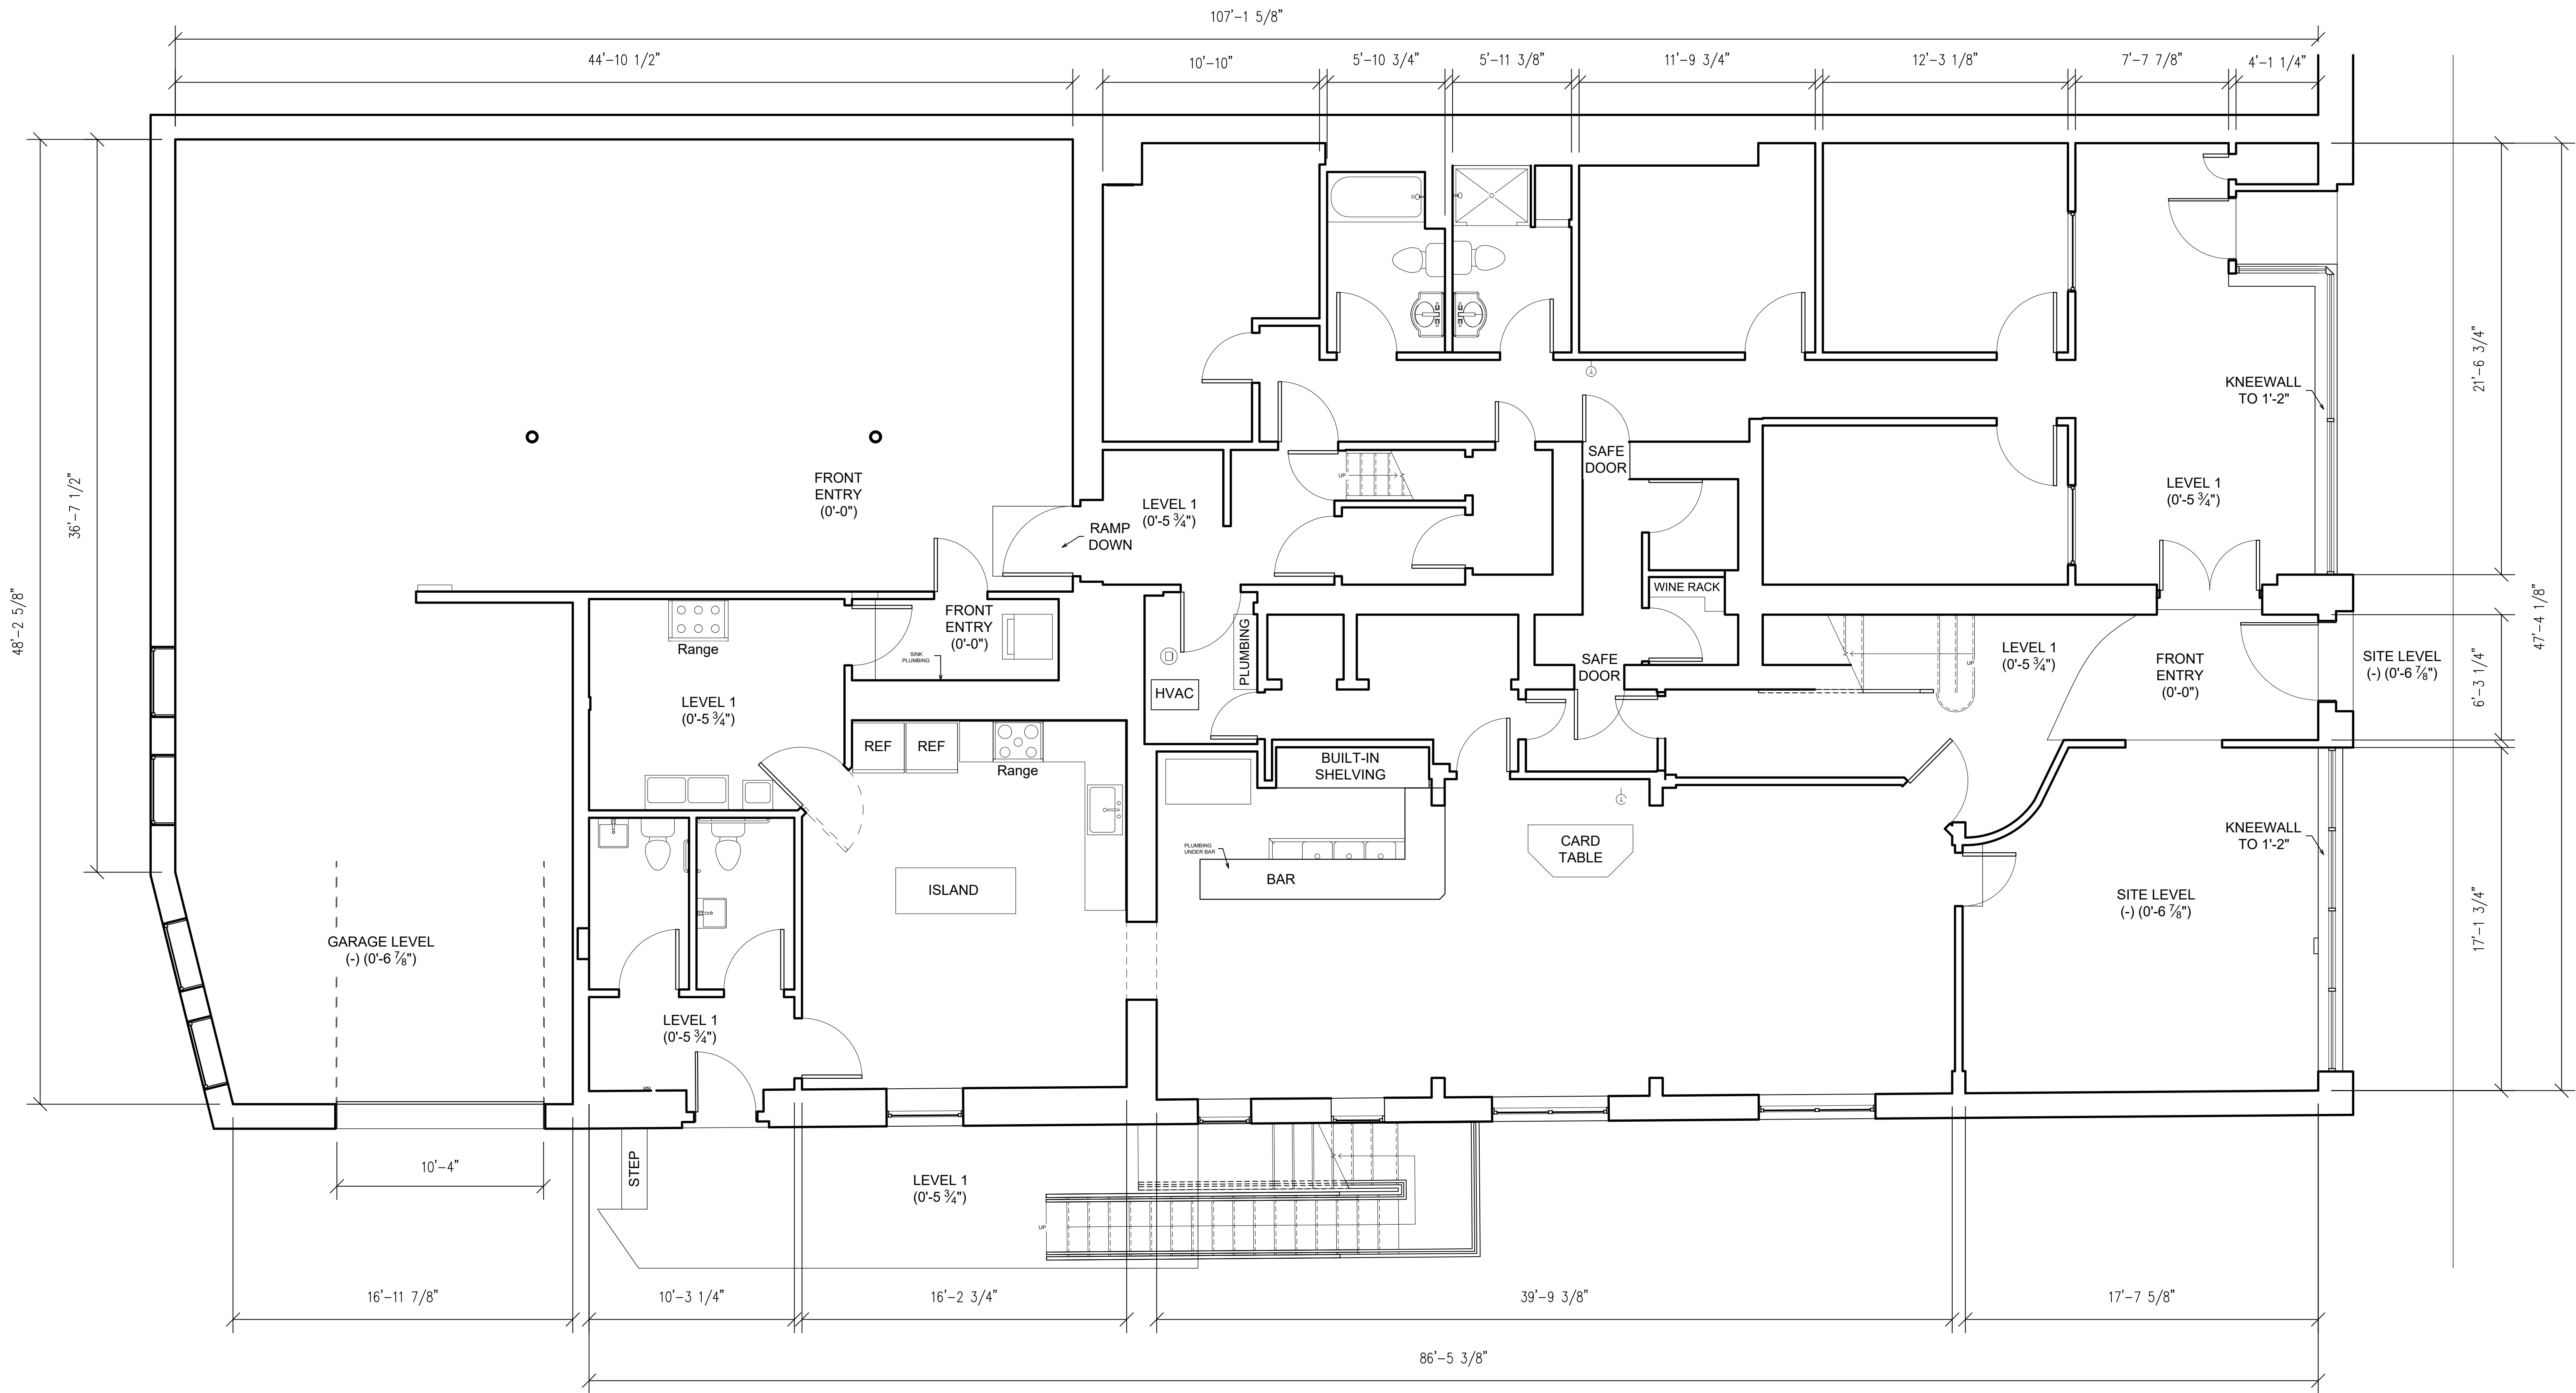 107'-1 5/8"
44'-10 1/2"
10'-10"
5'-10 3/4"
5'-11 3/8"
11'-9 3/4"
12'-3 1/8"
7'-7 7/8"
4'-1 1/4"
48'-2 5/8"
36'-7 1/2"
21'-6 3/4"
47'-4 1/8"
6'-3 1/4"
17'-1 3/4"
KNEEWALL
TO 1'-2"
FRONT
ENTRY
(0'-0")
RAMP
DOWN
LEVEL 1
(0'-5 3/4")
UP
SAFE
DOOR
LEVEL 1
(0'-5 3/4")
WINE RACK
Range
FRONT
ENTRY
(0'-0")
SINK
PLUMBING
PLUMBING
HVAC
SAFE
DOOR
LEVEL 1
(0'-5 3/4")
UP
FRONT
ENTRY
(0'-0")
SITE LEVEL
(-) (0'-6 7/8")
LEVEL 1
(0'-5 3/4")
REF
REF
Range
BUILT-IN
SHELVING
PLUMBING
UNDER BAR
BAR
CARD
TABLE
KNEEWALL
TO 1'-2"
SITE LEVEL
(-) (0'-6 7/8")
ISLAND
GARAGE LEVEL
(-) (0'-6 7/8")
LEVEL 1
(0'-5 3/4")
STEP
LEVEL 1
(0'-5 3/4")
UP
10'-4"
16'-11 7/8"
10'-3 1/4"
16'-2 3/4"
39'-9 3/8"
17'-7 5/8"
86'-5 3/8"